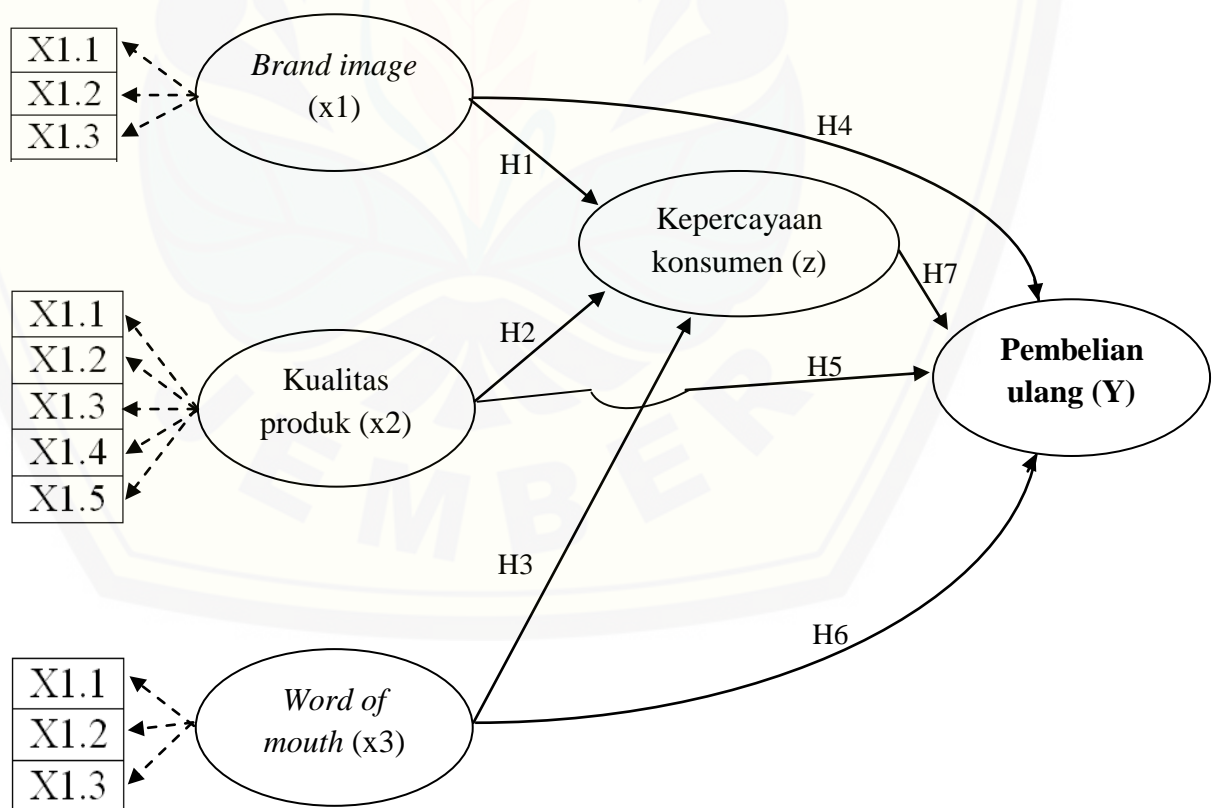 X1.1
X1.2
X1.3
Brand image
(x1)
H4
H1
Kepercayaan
konsumen (z)
H7
X1.1
X1.2
X1.3
X1.4
X1.5
Kualitas
produk (x2)
H2
H5
Pembelian
ulang (Y)
H3
H6
X1.1
X1.2
X1.3
Word of
mouth (x3)
JEMBER